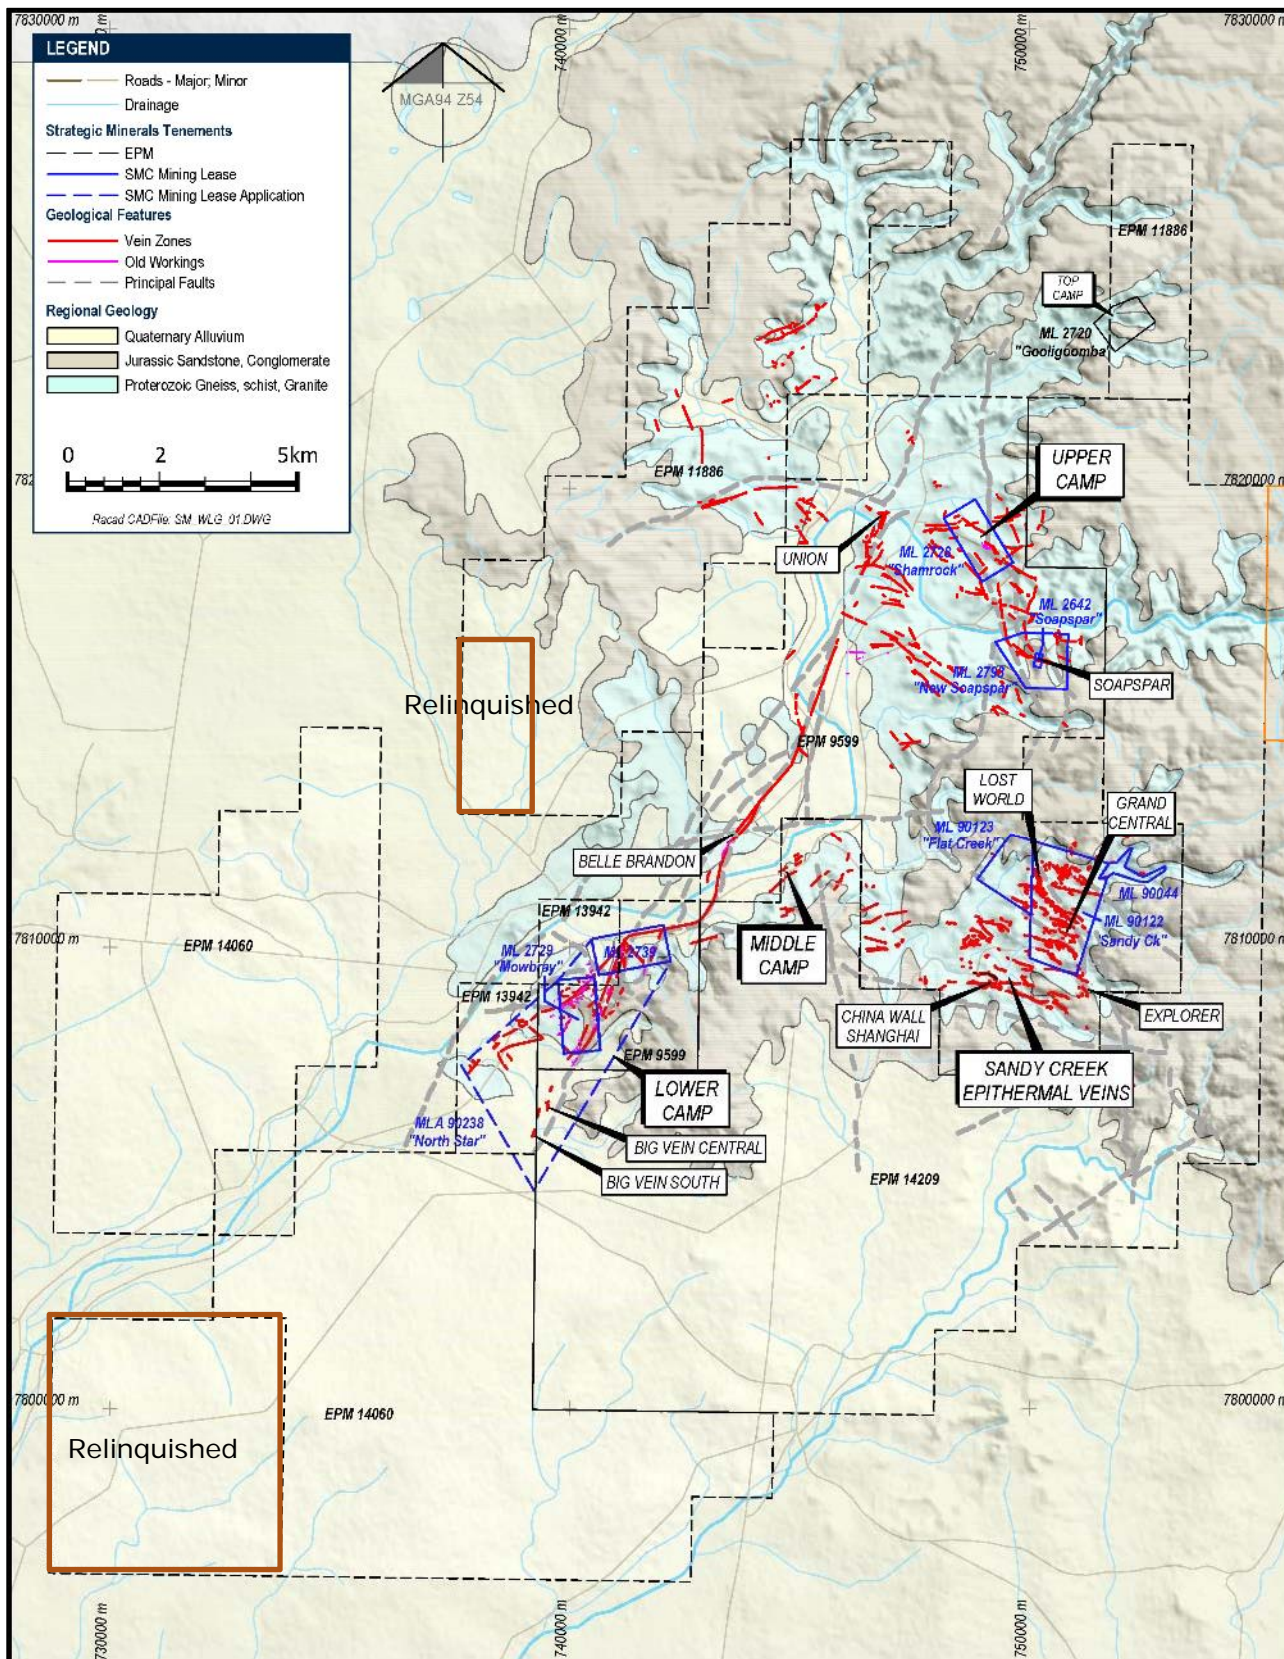 7830000 m
7830000 m
740000 m
750000 m
LEGEND
Roads - Major; Minor
Drainage
Strategic Minerals Tenements
EPM
SMC Mining Lease
SMC Mining Lease Application
Geological Features
Vein Zones
Old Workings
Principal Faults
Regional Geology
Quaternary Alluvium
Jurassic Sandstone, Conglomerate
Proterozoic Gneiss, schist, Granite
0 2 5km
Racad CADFile: SM_WLG_01.DWG
MGA94 Z54
EPM 11886
TOP
CAMP
ML 2720
"Gooligoomba"
EPM 11886
UPPER
CAMP
782
7820000 m
UNION
ML 2728
"Shamrock"
ML 2642
"Soapspar"
ML 2793
"New Soapspar"
SOAPSPAR
Relinquished
EPM 9599
LOST
WORLD
GRAND
CENTRAL
ML 90123
"Flat Creek"
BELLE BRANDON
ML 90044
ML 90122
"Sandy Ck"
EPM 13942
7810000 m
EPM 14060
ML 2729
"Mowbray"
ML 2739
MIDDLE
CAMP
7810000 m
EPM 13942
CHINA WALL
SHANGHAI
EXPLORER
EPM 9599
LOWER
CAMP
SANDY CREEK
EPITHERMAL VEINS
MLA 90238
"North Star"
BIG VEIN CENTRAL
BIG VEIN SOUTH
EPM 14209
7800000 m
EPM 14060
7800000 m
Relinquished
730000 m
740000 m
750000 m